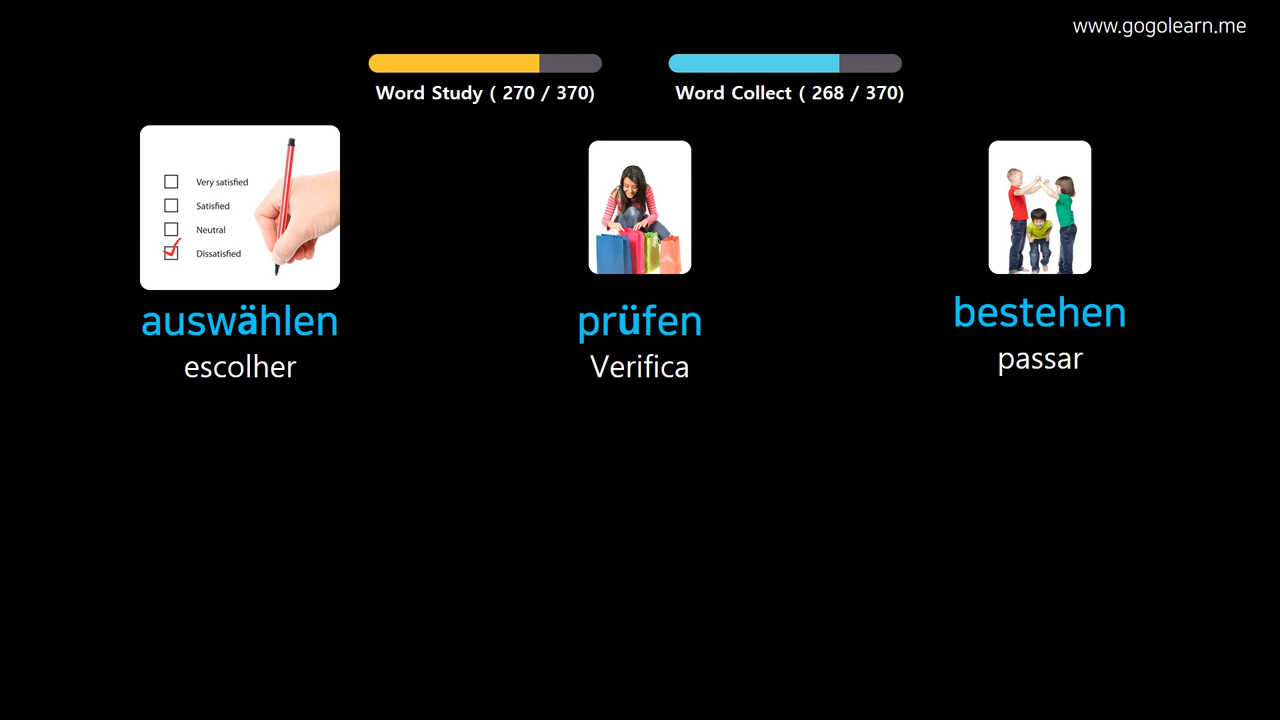 www.gogolearn.me
Word Study ( 270 / 370)
Word Collect ( 268 / 370)
Very satisfied
Satisfied
Neutral
Dissatisfied
auswählen
escolher
prüfen
Verifica
bestehen
passar